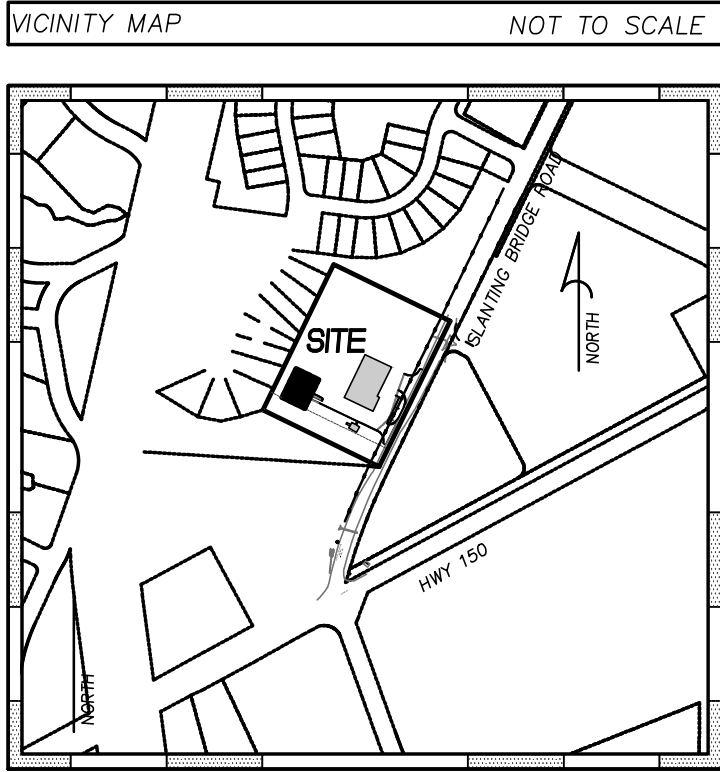 VICINITY MAP NOT TO SCALE
SLANTING BRIDGE ROAD
NORTH
SITE
HWY 150
NORTH